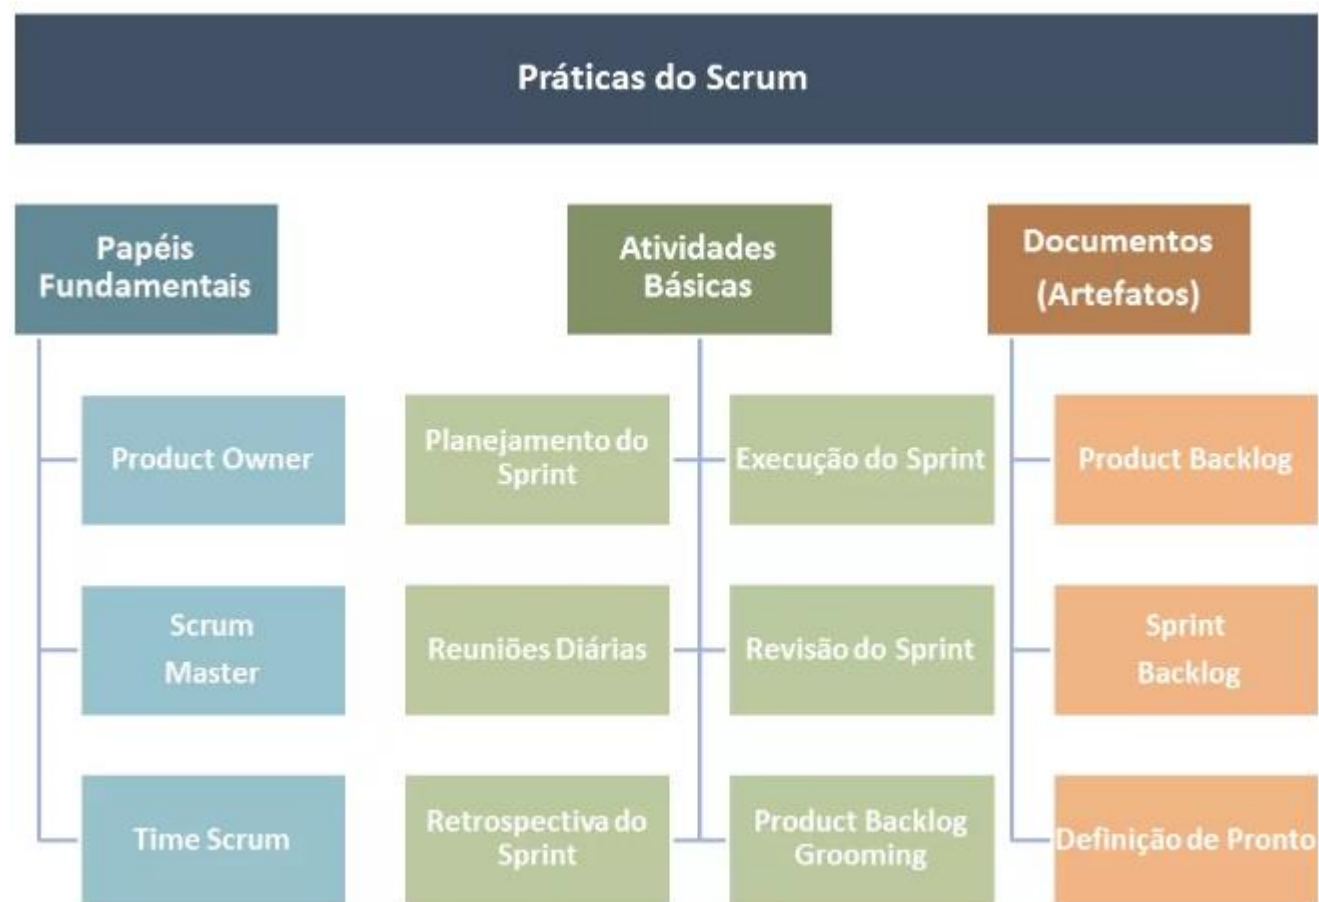 Práticas do Scrum
Papéis
Fundamentais
Product Owner
Scrum
Master
Time Scrum
Atividades
Básicas
Planejamento do
Sprint
Execução do Sprint
Reuniões Diárias
Revisão do Sprint
Retrospectiva do
Sprint
Product Backlog
Grooming
Documentos
(Artefatos)
Product Backlog
Sprint
Backlog
Definição de Pronto